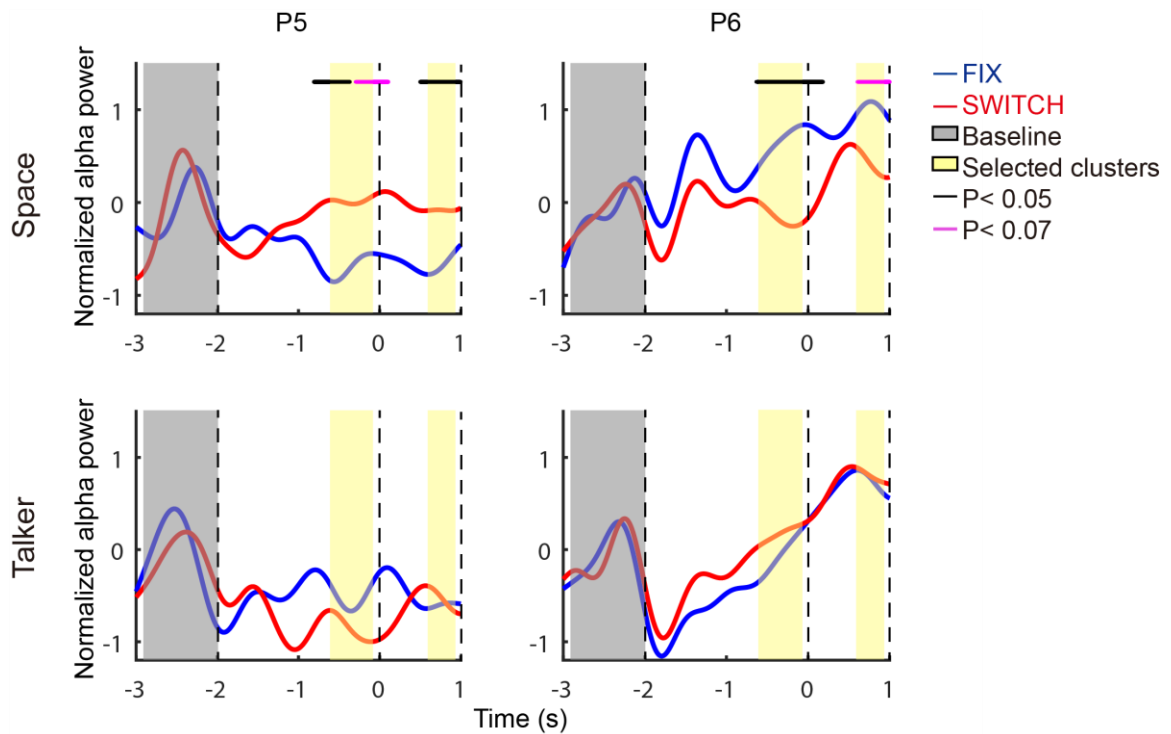 P5
P6
FIX
SWITCH
Baseline
Selected clusters
P< 0.05
P< 0.07
Space
Normalized alpha power
1
0
-1
-3 -2 -1 0 1
1
0
-1
-3 -2 -1 0 1
Talker
Normalized alpha power
1
0
-1
-3 -2 -1 0 1
1
0
-1
-3 -2 -1 0 1
Time (s)